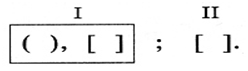 I II
( ), [ ] ; [ ].